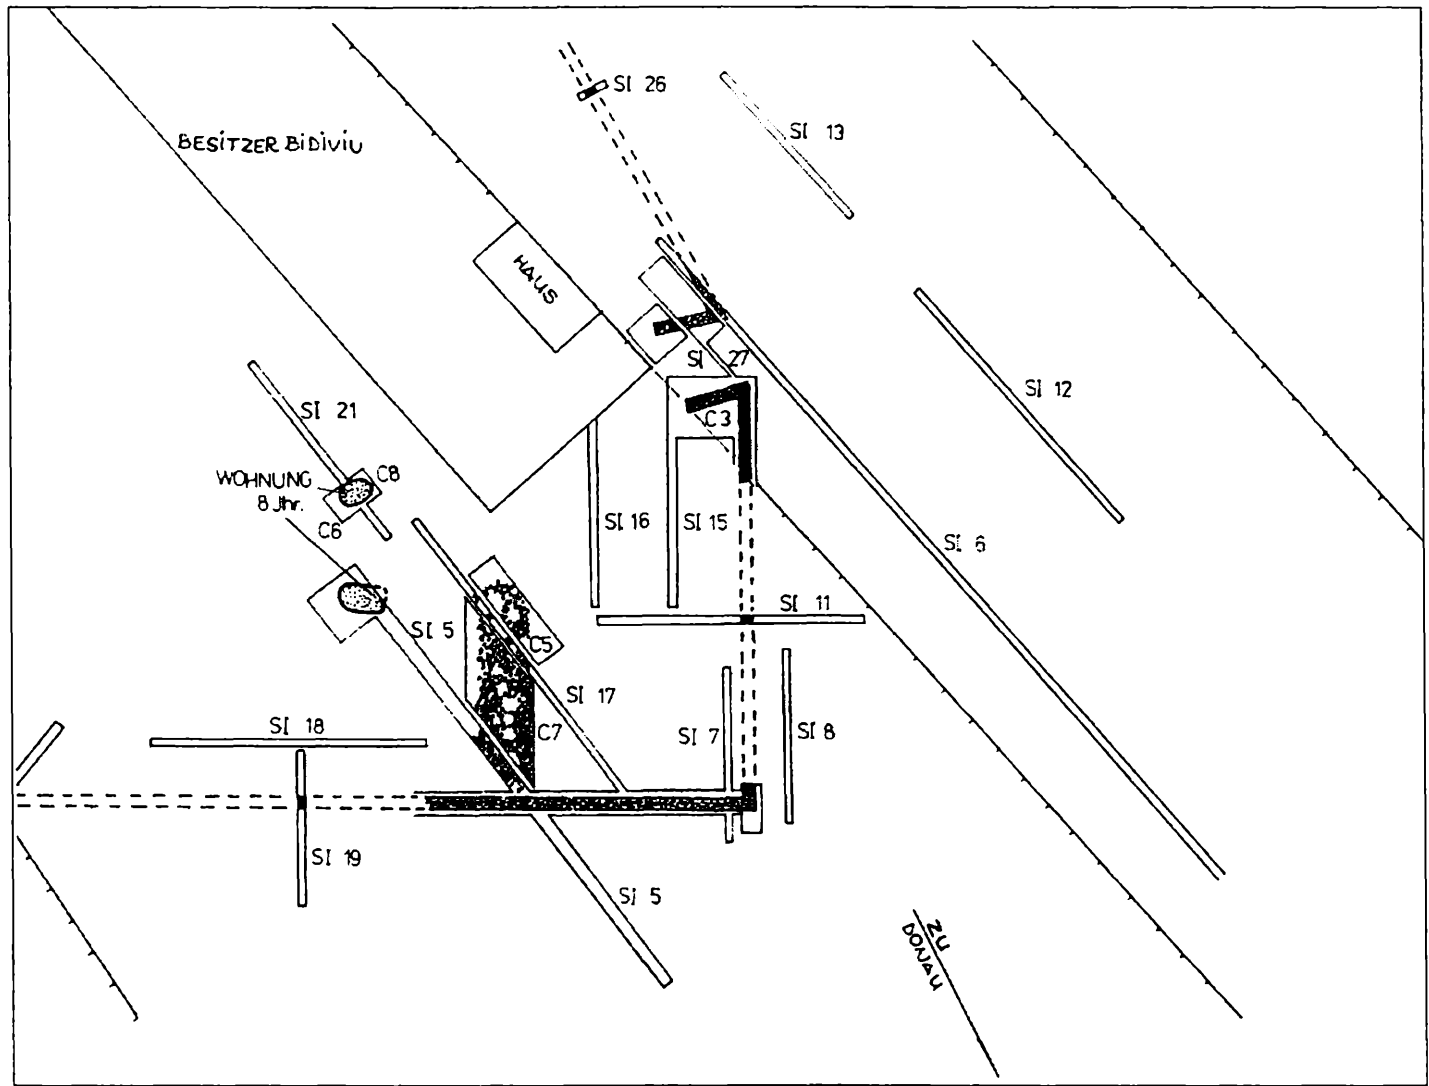 SI 26
SI 13
BESITZER BIDIVIU
HAUS
SI 27
SI 12
C3
SI 21
WOHNUNG
8 Jhr.
C8
C6
SI 16
SI 15
SI 6
SI 11
SI 5
C5
SI 17
C7
SI 18
SI 7
SI 8
SI 19
SI 5
ZU
DONAU